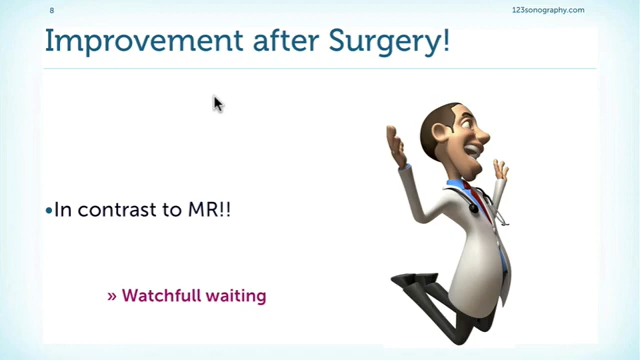 8
123sonography.com
Improvement after Surgery!
•In contrast to MR!!
» Watchfull waiting